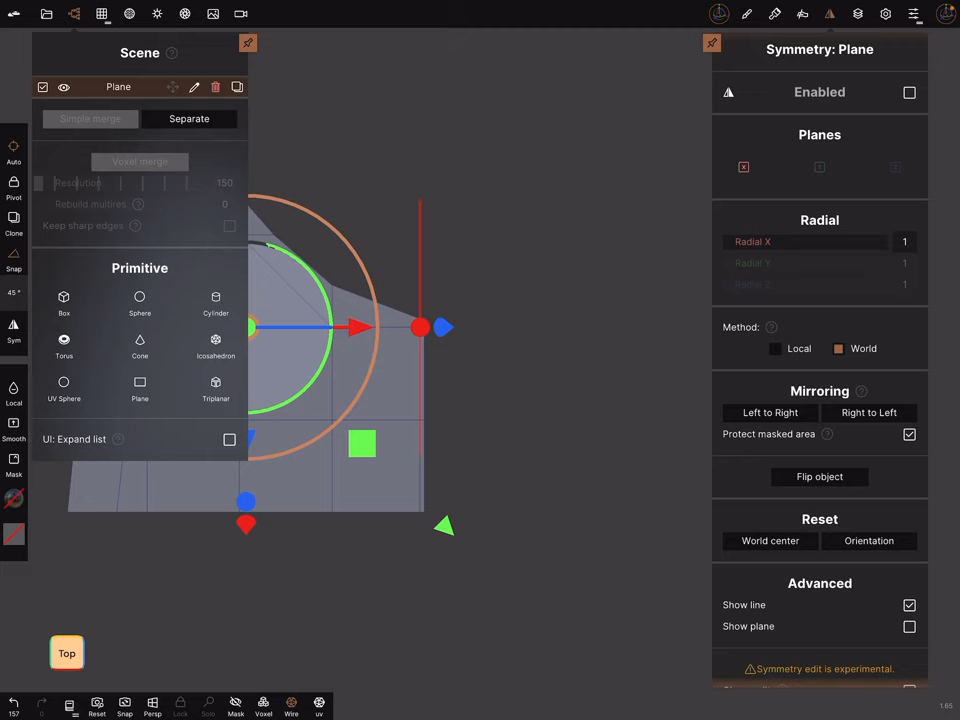 Scene
Plane
Simple merge Separate
Voxel merge
Resolution 150
Rebuild multires 0
Keep sharp edges
Primitive
Box Sphere Cylinder
Torus Cone Icosahedron
UV Sphere Plane Triplanar
UI: Expand list
Auto
Pivot
Clone
Snap
45 °
Sym
Local
Smooth
Mask
Top
157 0 Reset Snap Persp Lock Solo Mask Voxel Wire uv
Symmetry: Plane
Enabled
Planes
X Y Z
Radial
Radial X 1
Radial Y 1
Radial Z 1
Method:
Local World
Mirroring
Left to Right Right to Left
Protect masked area
Flip object
Reset
World center Orientation
Advanced
Show line
Show plane
Symmetry edit is experimental.
1.65